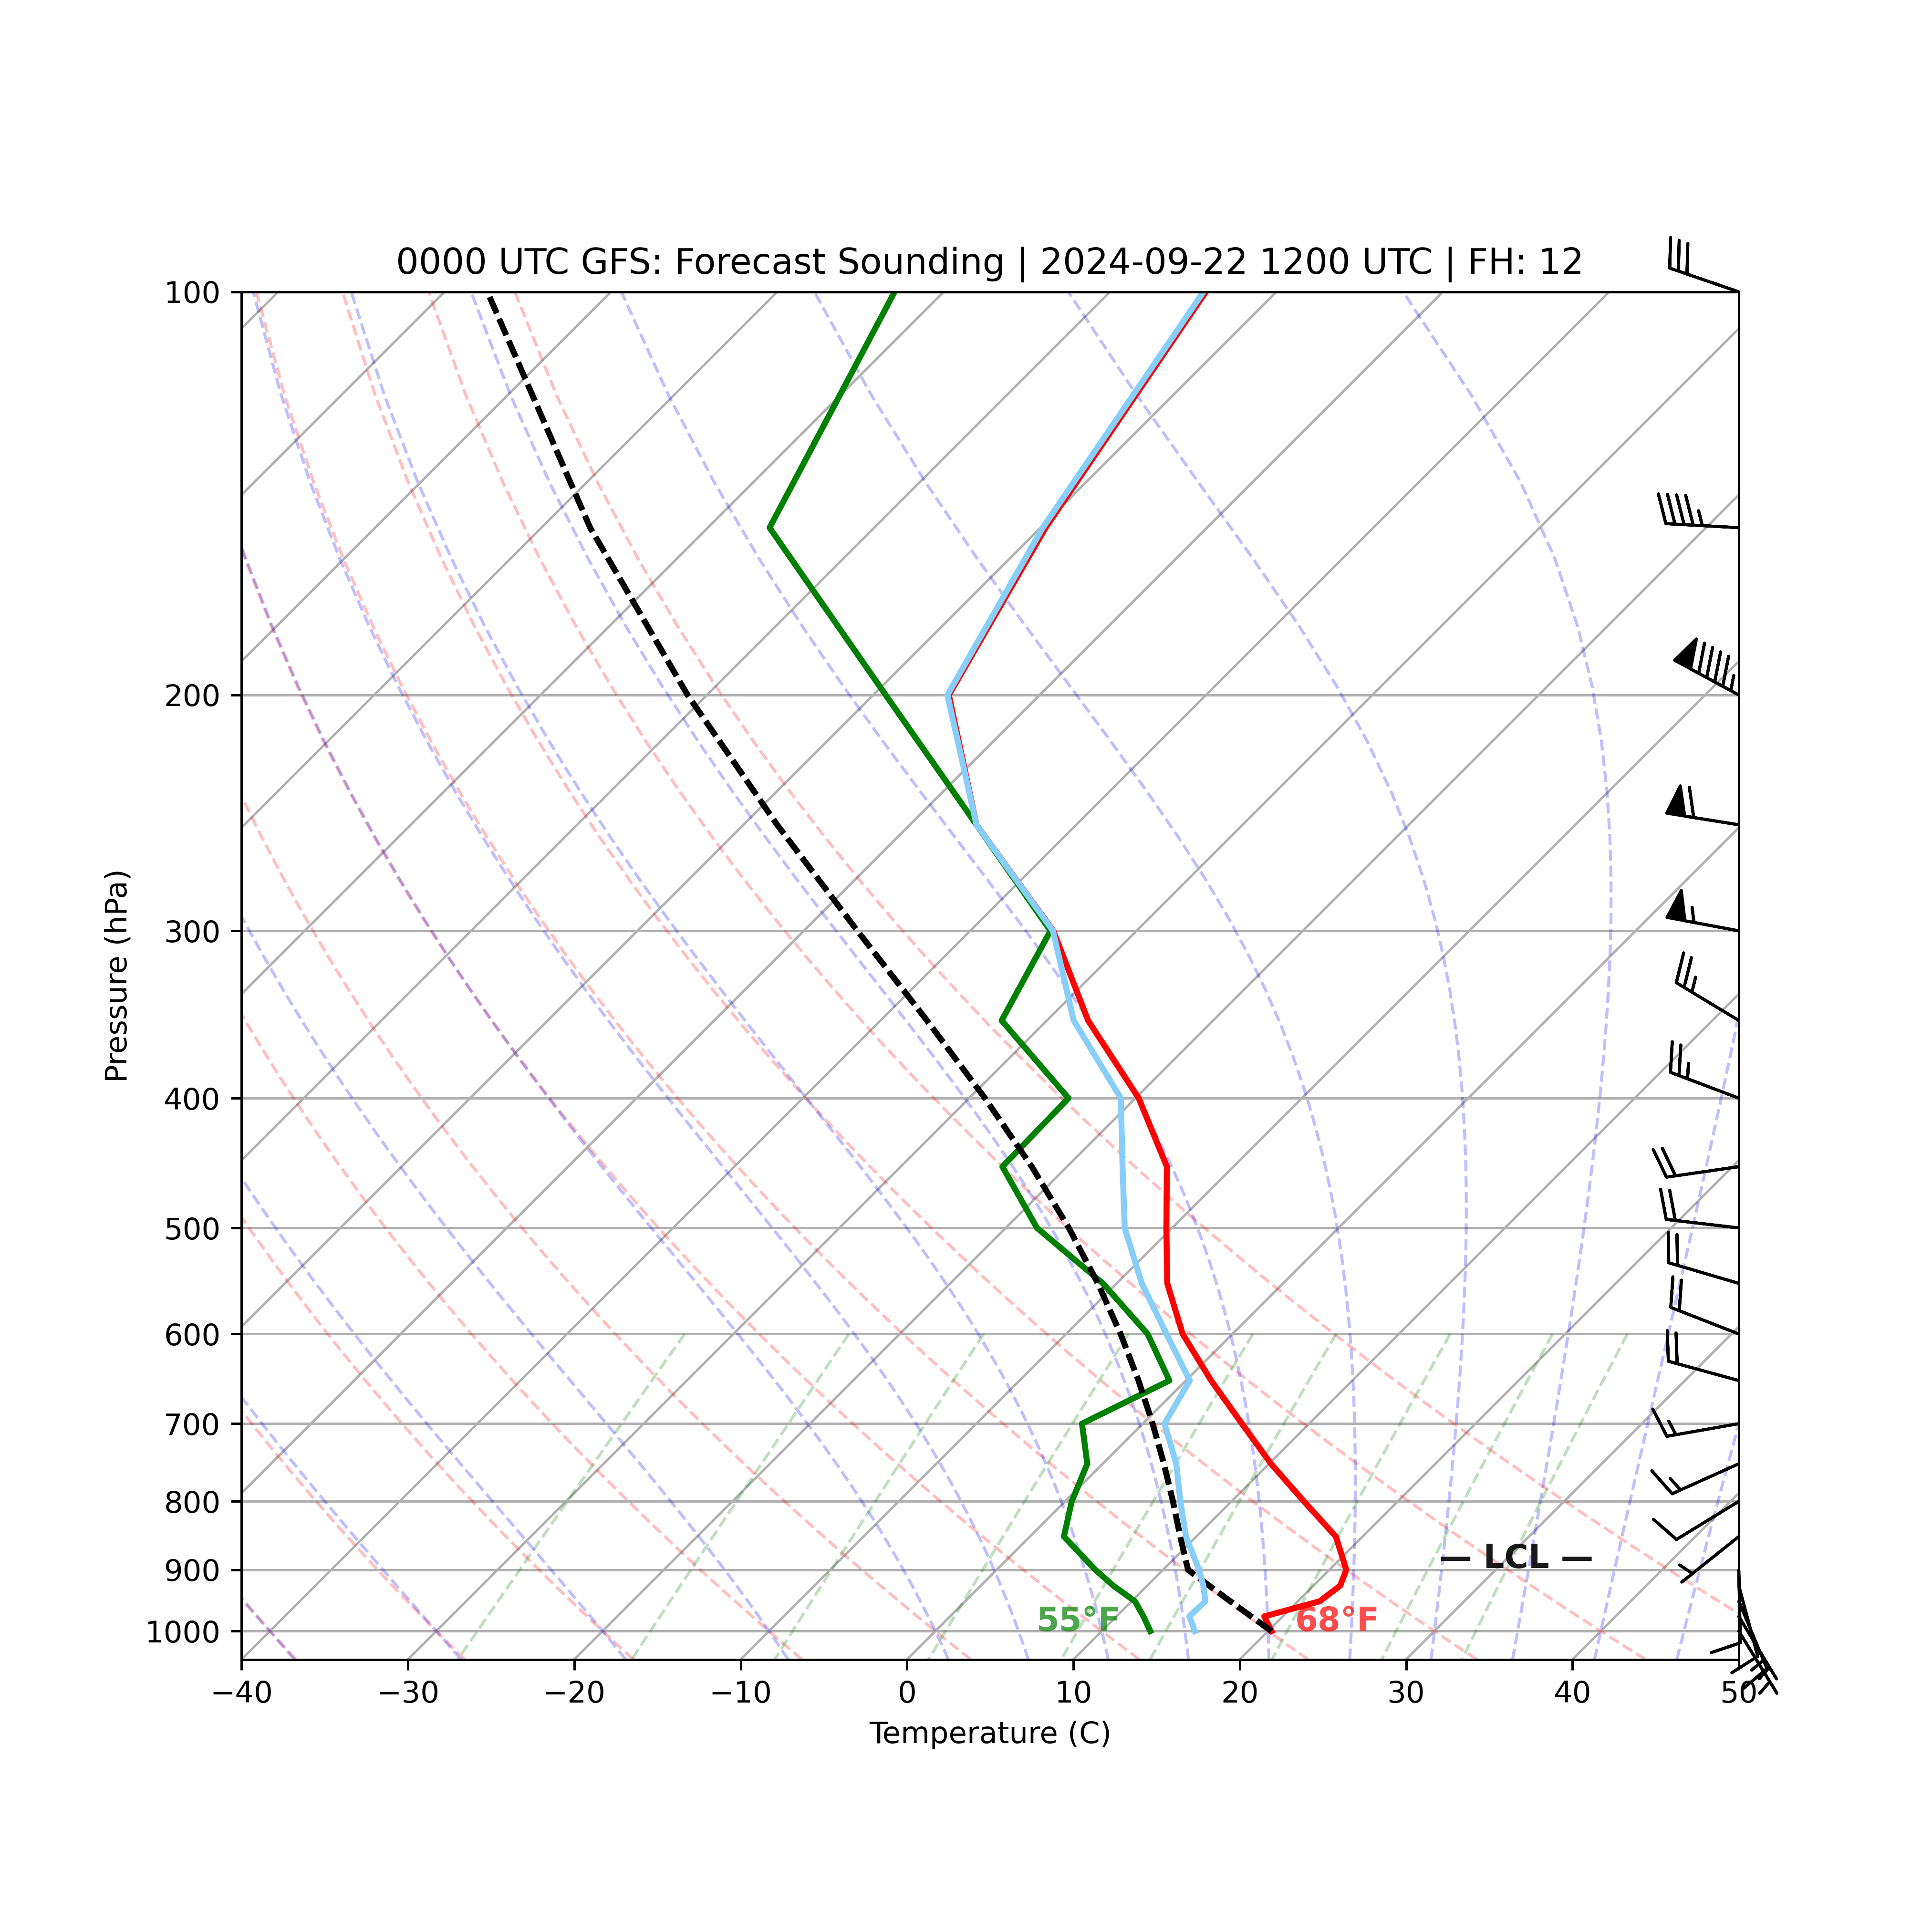 0000 UTC GFS: Forecast Sounding | 2024-09-22 1200 UTC | FH: 12
100
200
300
400
500
600
700
800
900
1000
Pressure (hPa)
— LCL —
55°F
68°F
−40 −30 −20 −10 0 10 20 30 40 50
Temperature (C)